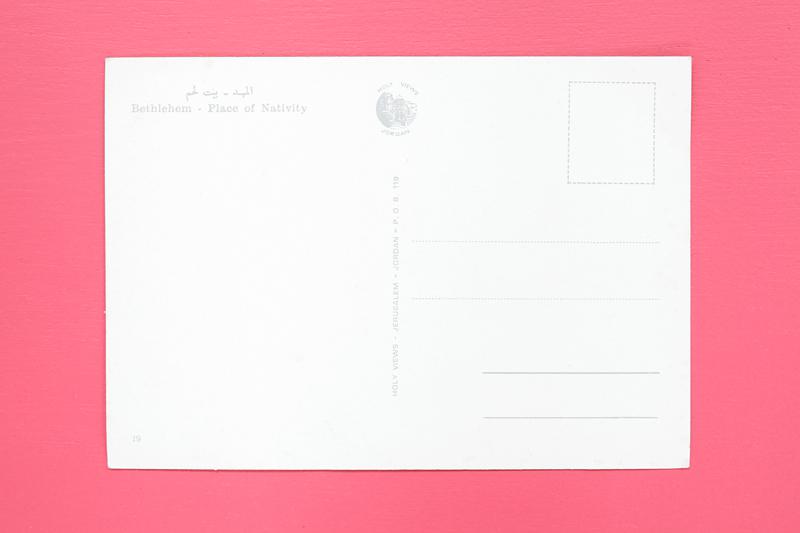 المهد - بيت لحم
Bethlehem - Place of Nativity
HOLY VIEWS
JORDAN
HOLY VIEWS - JERUSALEM - JORDAN - P. O. B. 119
19